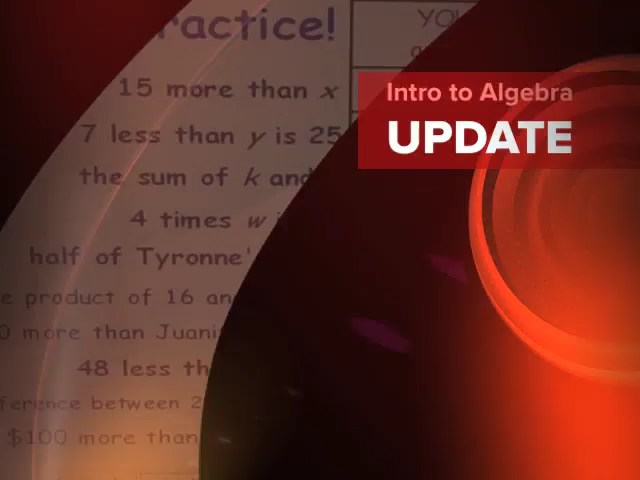 ractice!
YOU
15 more than x
7 less than y is 25
the sum of k and
4 times w
half of Tyronne'
e product of 16 an
0 more than Juani
48 less th
ference between 2
$100 more than
Intro to Algebra
UPDATE